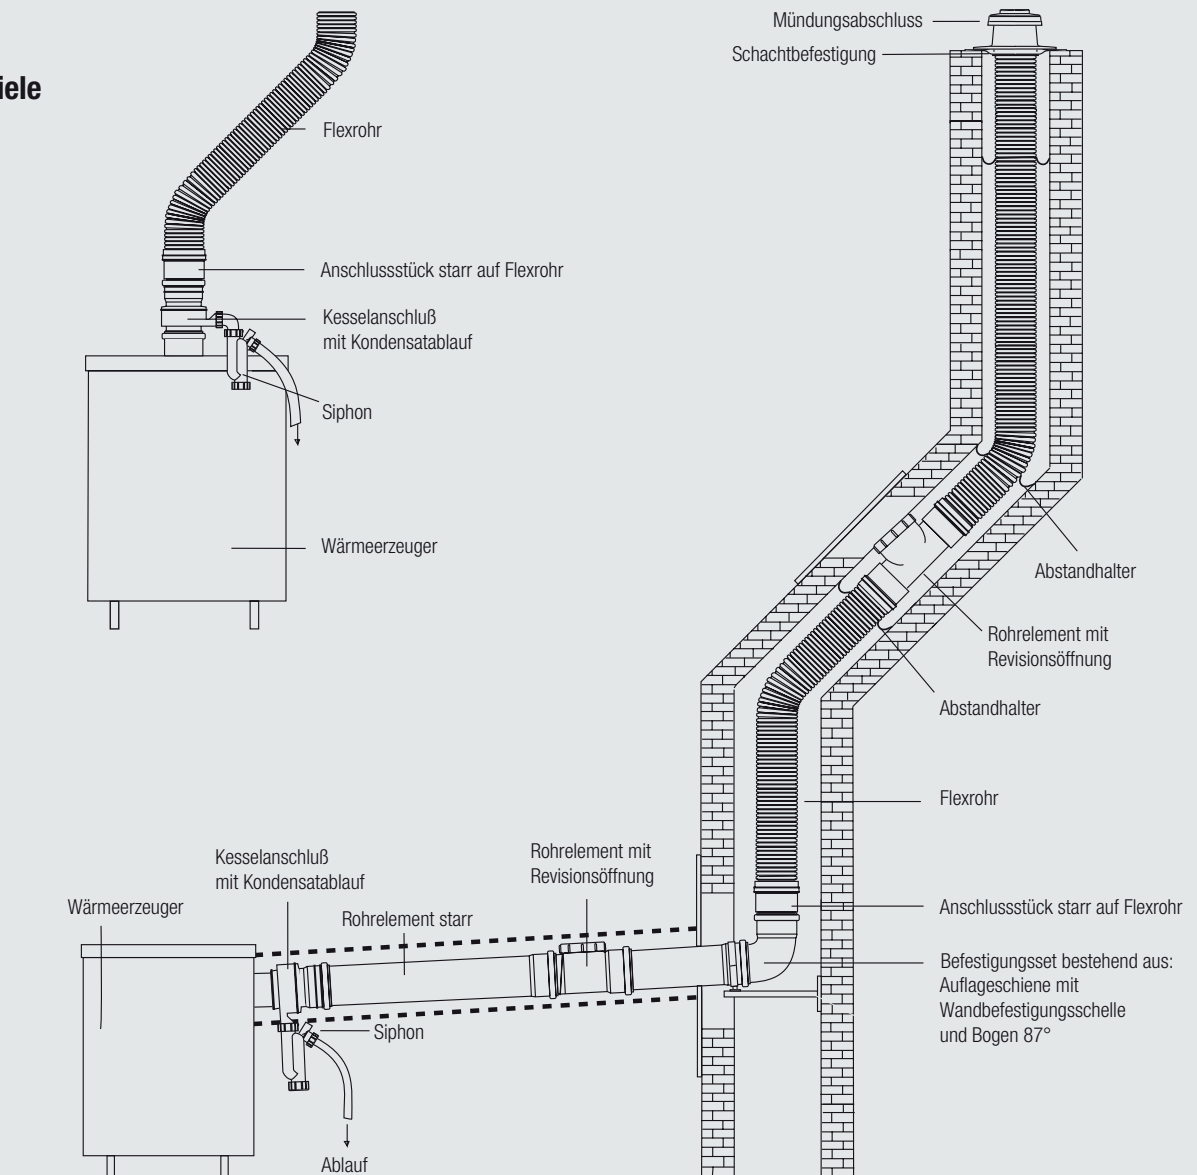 iele
Flexrohr
Anschlussstück starr auf Flexrohr
Kesselanschluß
mit Kondensatablauf
Siphon
Wärmeerzeuger
Mündungsabschluss
Schachtbefestigung
Abstandhalter
Rohrelement mit
Revisionsöffnung
Abstandhalter
Flexrohr
Anschlussstück starr auf Flexrohr
Befestigungsset bestehend aus:
Auflageschiene mit
Wandbefestigungsschelle
und Bogen 87°
Kesselanschluß
mit Kondensatablauf
Rohrelement mit
Revisionsöffnung
Wärmeerzeuger
Rohrelement starr
Siphon
Ablauf